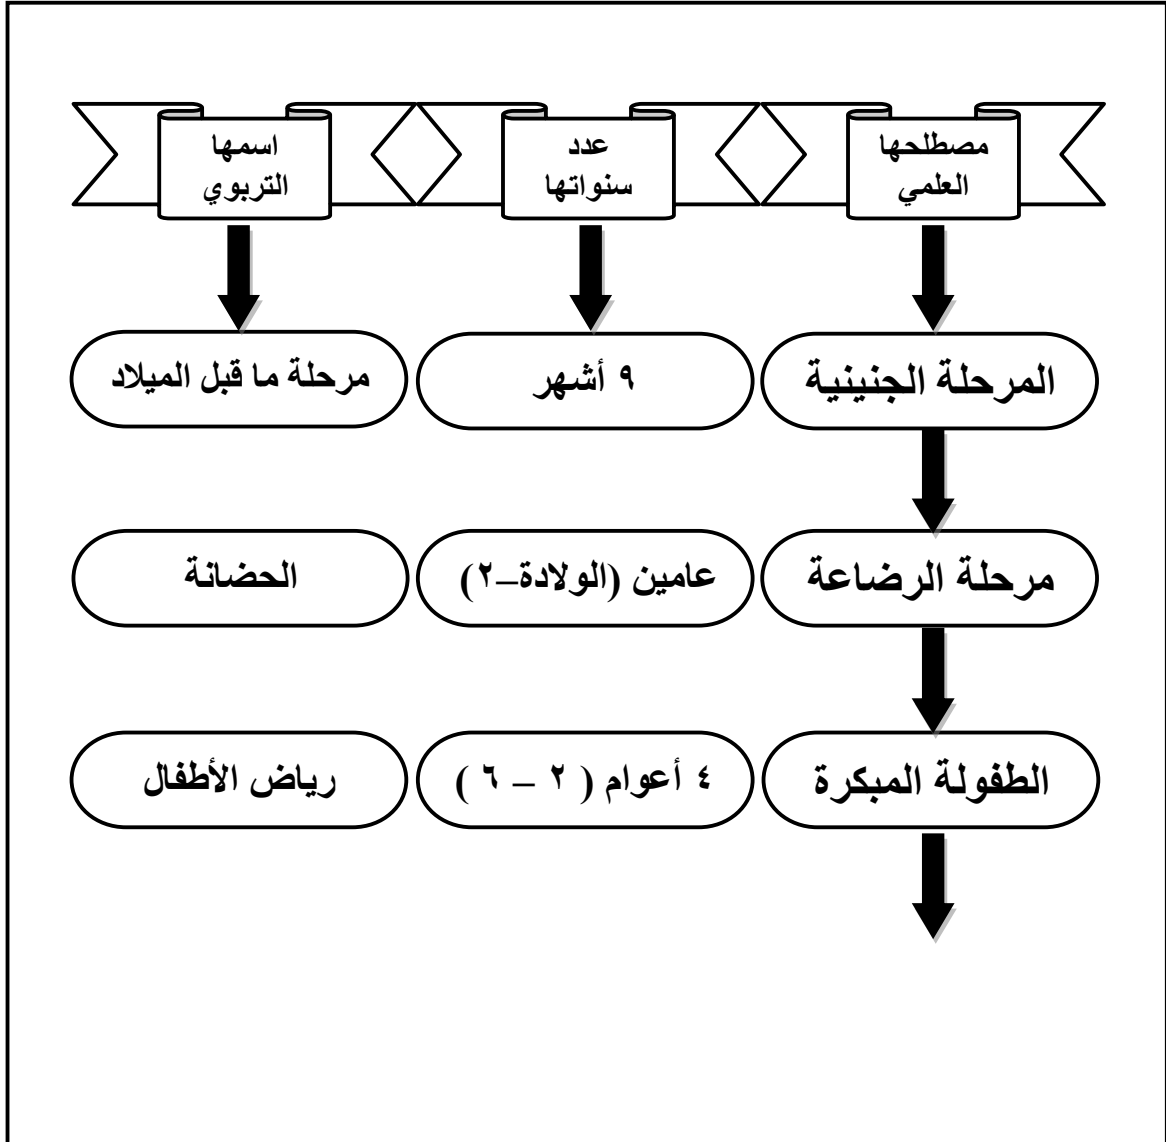 مصطلحها
العلمي
عدد
سنواتها
اسمها
التربوي
المرحلة الجنينية
٩ أشهر
مرحلة ما قبل الميلاد
مرحلة الرضاعة
عامين (الولادة–٢)
الحضانة
الطفولة المبكرة
٤ أعوام ( ٢ – ٦ )
رياض الأطفال